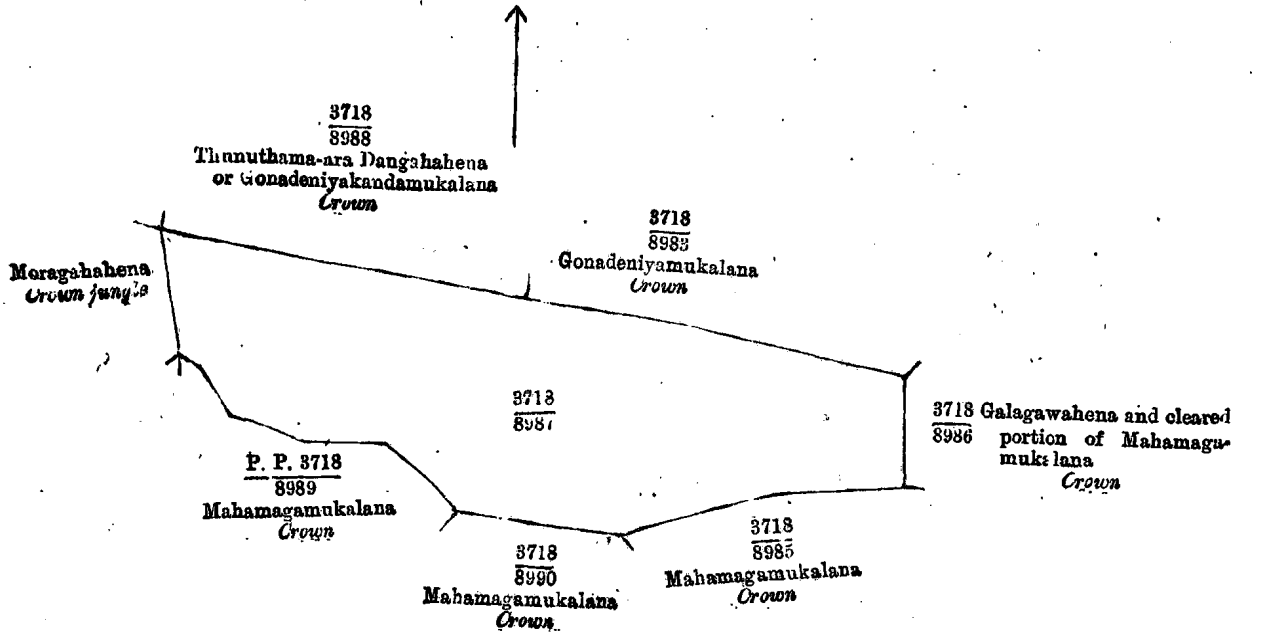 3718
8988
Thunuthama-ara Dangahahena
or Gonadeniyakandamukalana
Crown
3718
8983
Gonadeniyamukalana
Crown
Moragahahena
Crown jungle
3718
8987
3718 Galagawahena and cleared
8986 portion of Mahamaga-
mukalana
Crown
P. P. 3718
8989
Mahamagamukalana
Crown
3718
8985
Mahamagamukalana
Crown
3718
8990
Mahamagamukalana
Crown